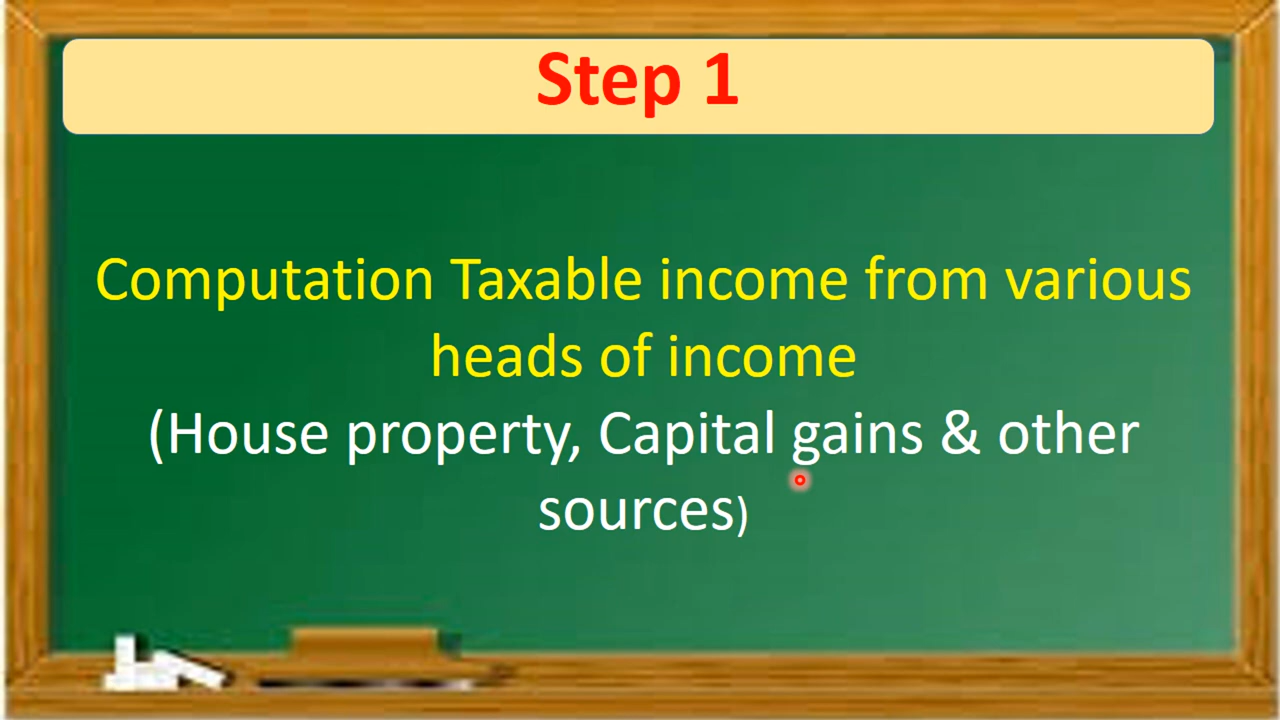 Step 1
Computation Taxable income from various
heads of income
(House property, Capital gains & other
sources)